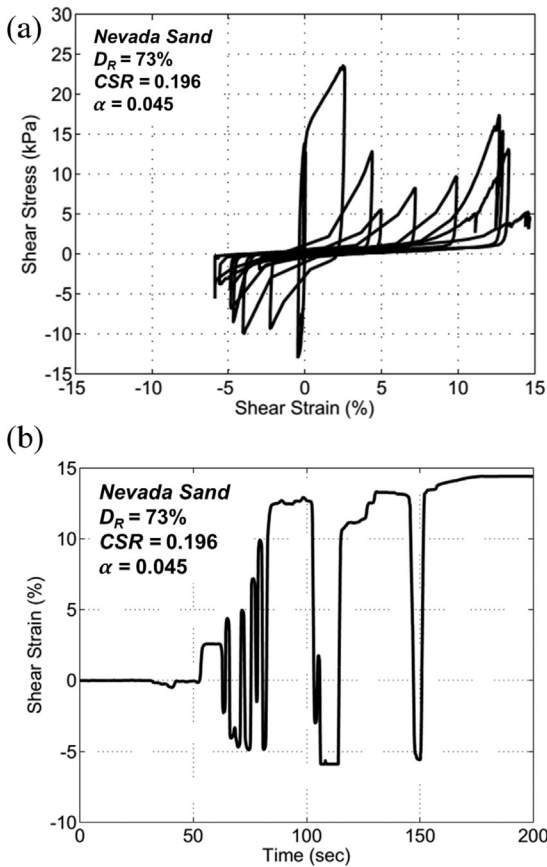 (a)
Nevada Sand
D_R = 73%
CSR = 0.196
α = 0.045
30
25
20
15
10
5
0
-5
-10
-15
Shear Stress (kPa)
-15 -10 -5 0 5 10 15
Shear Strain (%)
(b)
Nevada Sand
D_R = 73%
CSR = 0.196
α = 0.045
15
10
5
0
-5
-10
Shear Strain (%)
0 50 100 150 200
Time (sec)